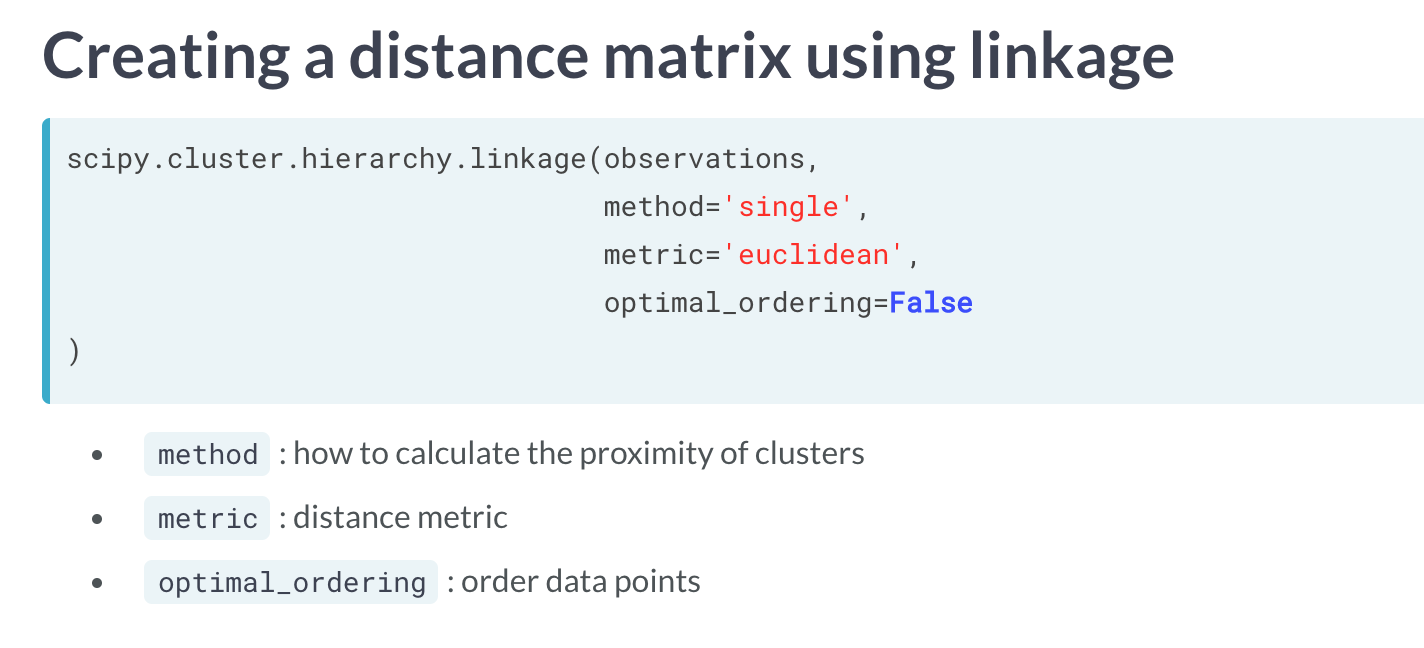 Creating a distance matrix using linkage
scipy.cluster.hierarchy.linkage(observations,
                                method='single',
                                metric='euclidean',
                                optimal_ordering=False
)
• method : how to calculate the proximity of clusters
• metric : distance metric
• optimal_ordering : order data points